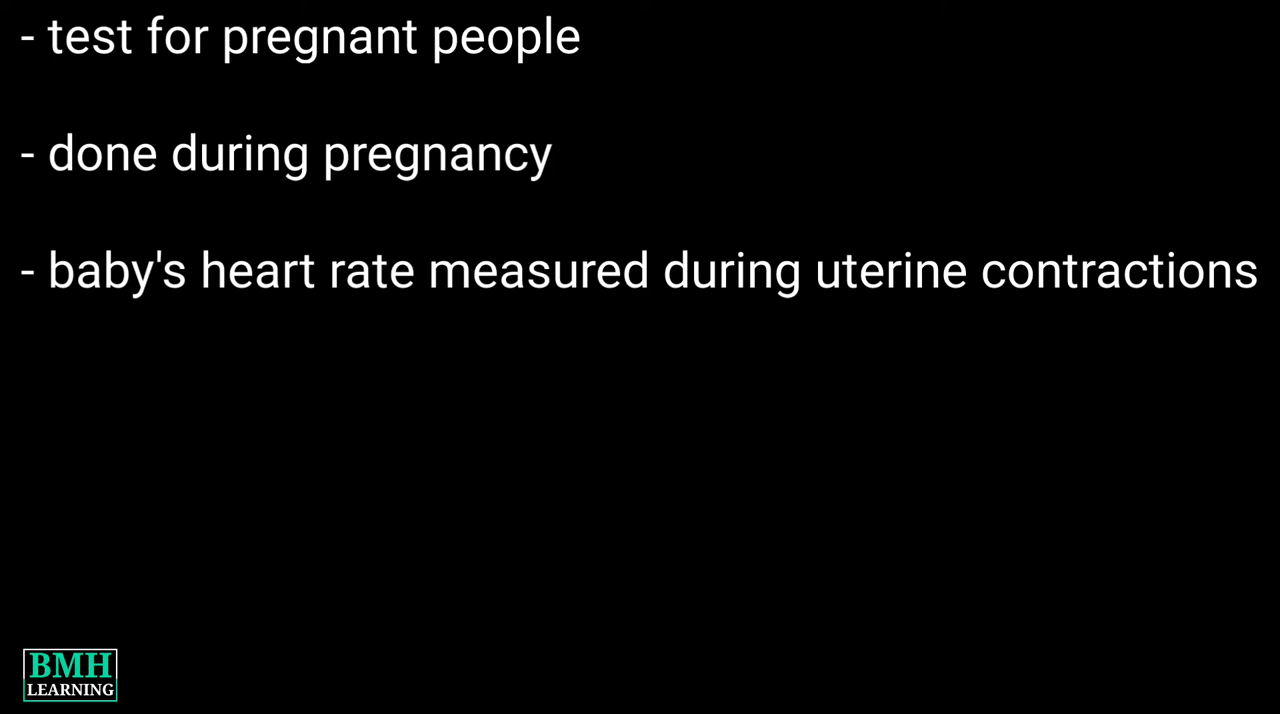 - test for pregnant people
- done during pregnancy
- baby's heart rate measured during uterine contractions
BMH
LEARNING